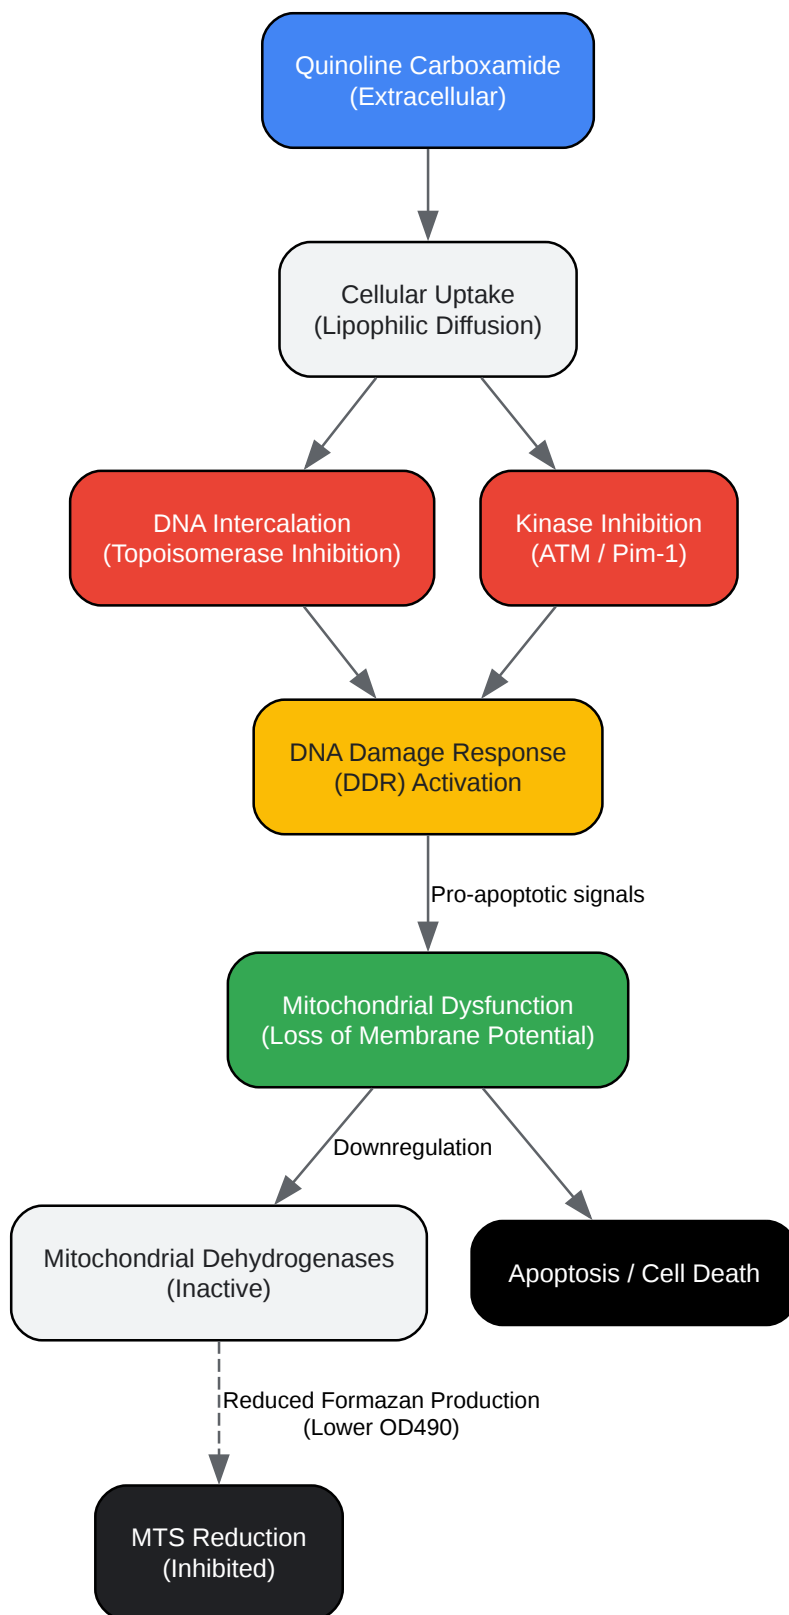 Quinoline Carboxamide
(Extracellular)
Cellular Uptake
(Lipophilic Diffusion)
DNA Intercalation
(Topoisomerase Inhibition)
Kinase Inhibition
(ATM / Pim-1)
DNA Damage Response
(DDR) Activation
Pro-apoptotic signals
Mitochondrial Dysfunction
(Loss of Membrane Potential)
Downregulation
Mitochondrial Dehydrogenases
(Inactive)
Apoptosis / Cell Death
Reduced Formazan Production
(Lower OD490)
MTS Reduction
(Inhibited)